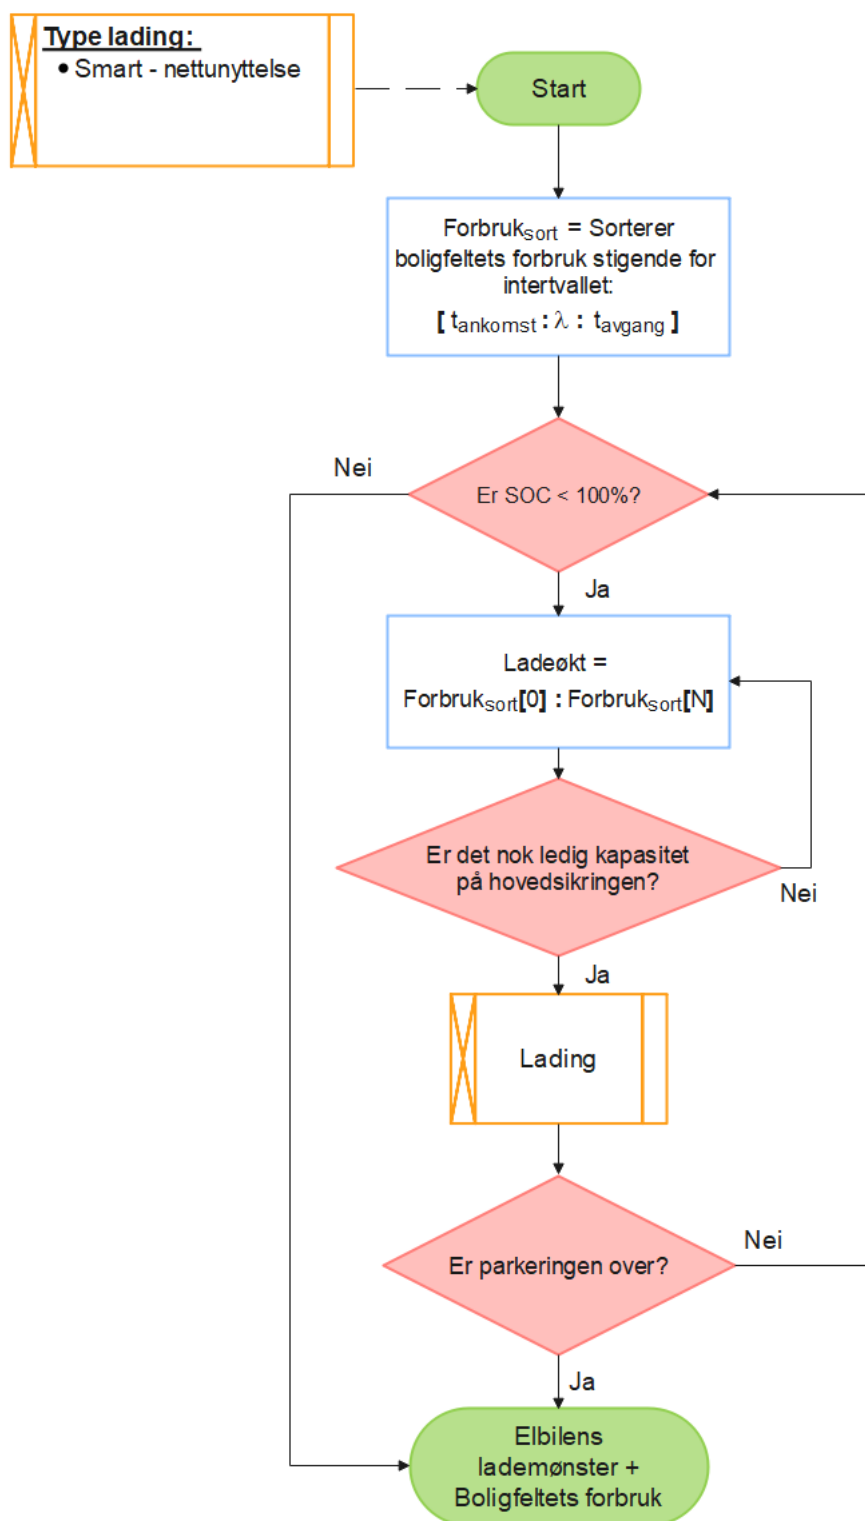 Type lading:
• Smart - nettunyttelse
Start
Forbruksort = Sorterer
boligfeltets forbruk stigende for
intertvallet:
[ tankomst : λ : tavgang ]
Nei
Er SOC < 100%?
Ja
Ladeøkt =
Forbruksort[0] : Forbruksort[N]
Er det nok ledig kapasitet
på hovedsikringen?
Nei
Ja
Lading
Nei
Er parkeringen over?
Ja
Elbilens
lademønster +
Boligfeltets forbruk